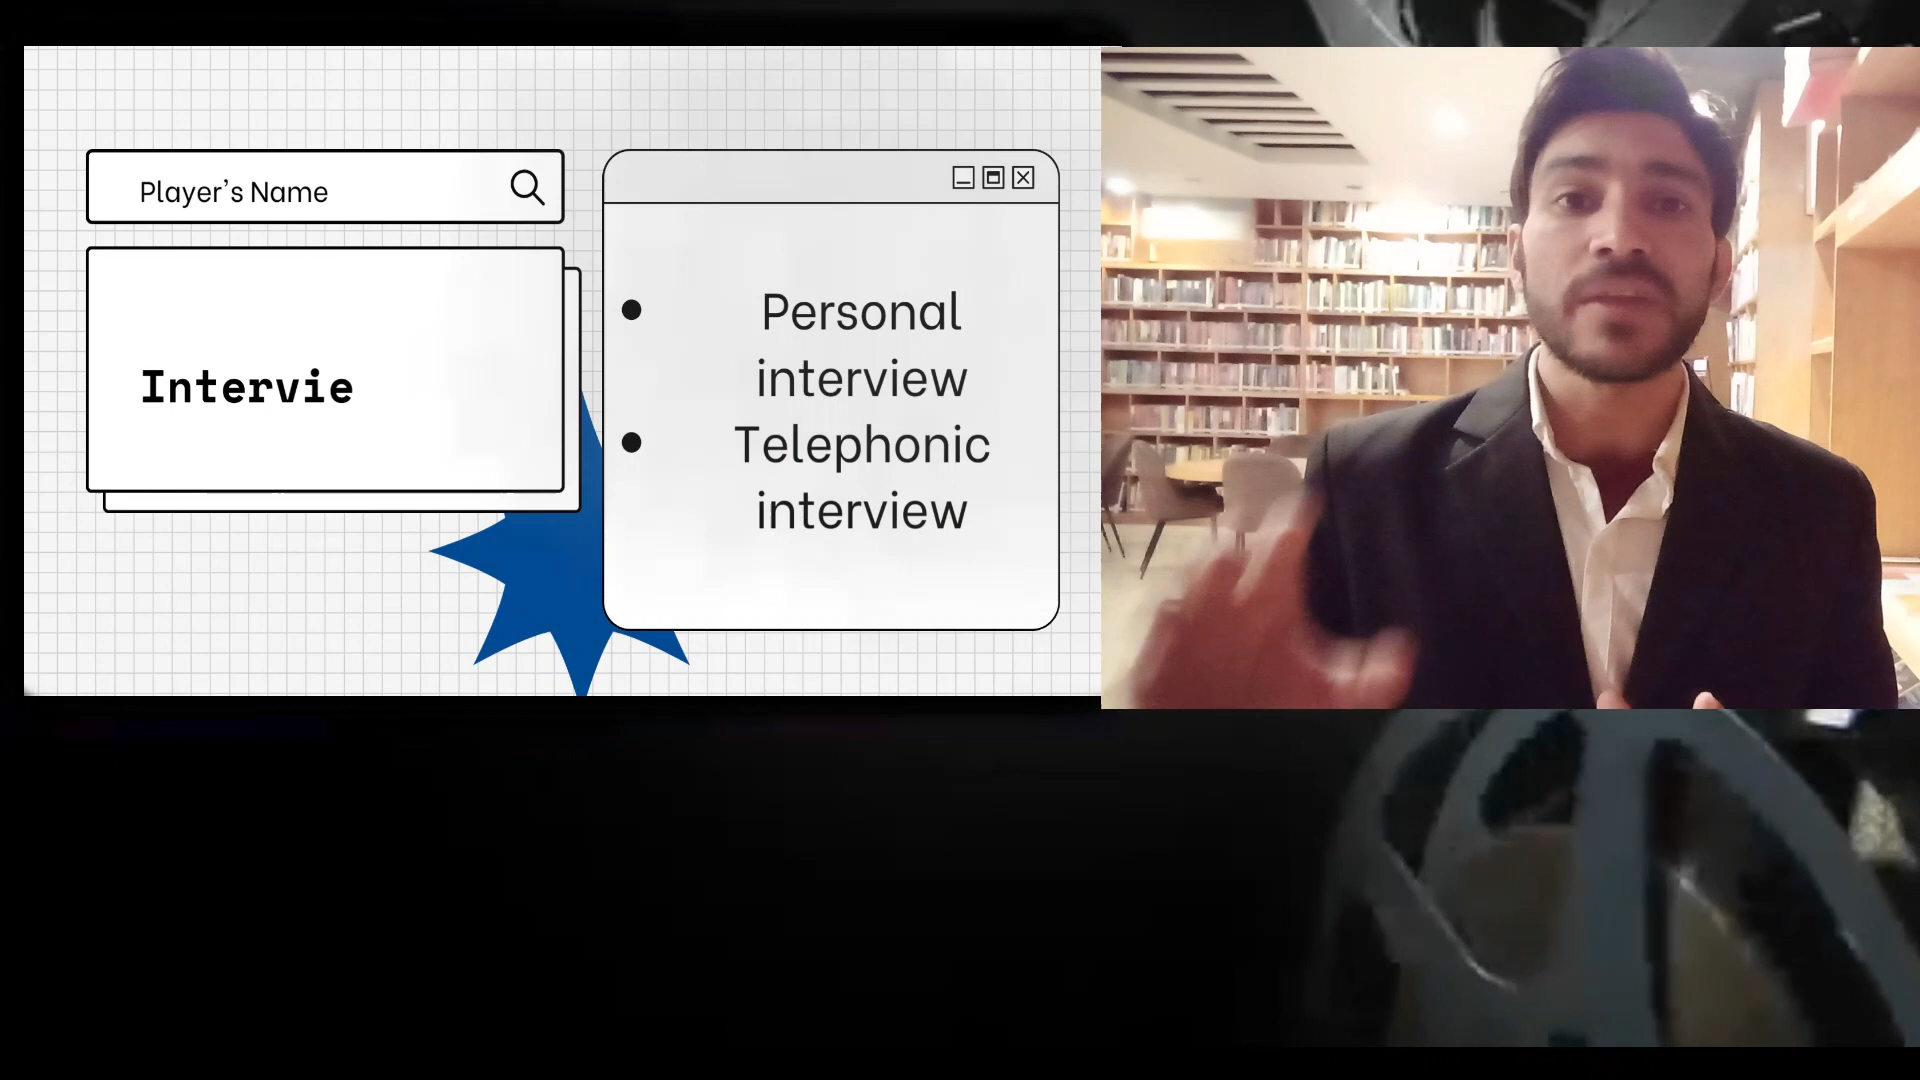 Player's Name
Intervie
• Personal
interview
• Telephonic
interview